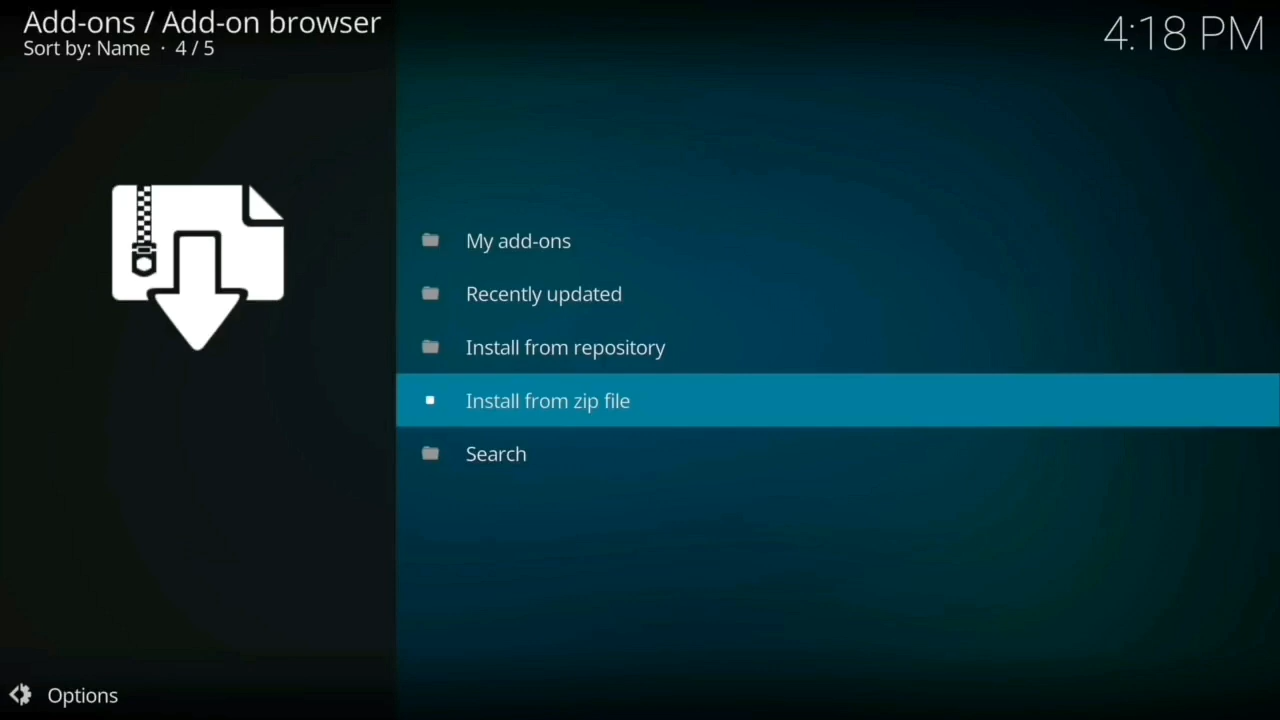 Add-ons / Add-on browser
Sort by: Name · 4 / 5
4:18 PM
My add-ons
Recently updated
Install from repository
Install from zip file
Search
Options